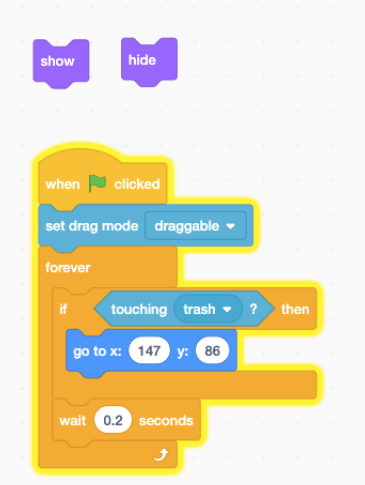 show hide
when clicked
set drag mode draggable
forever
if touching trash ? then
go to x: 147 y: 86
wait 0.2 seconds